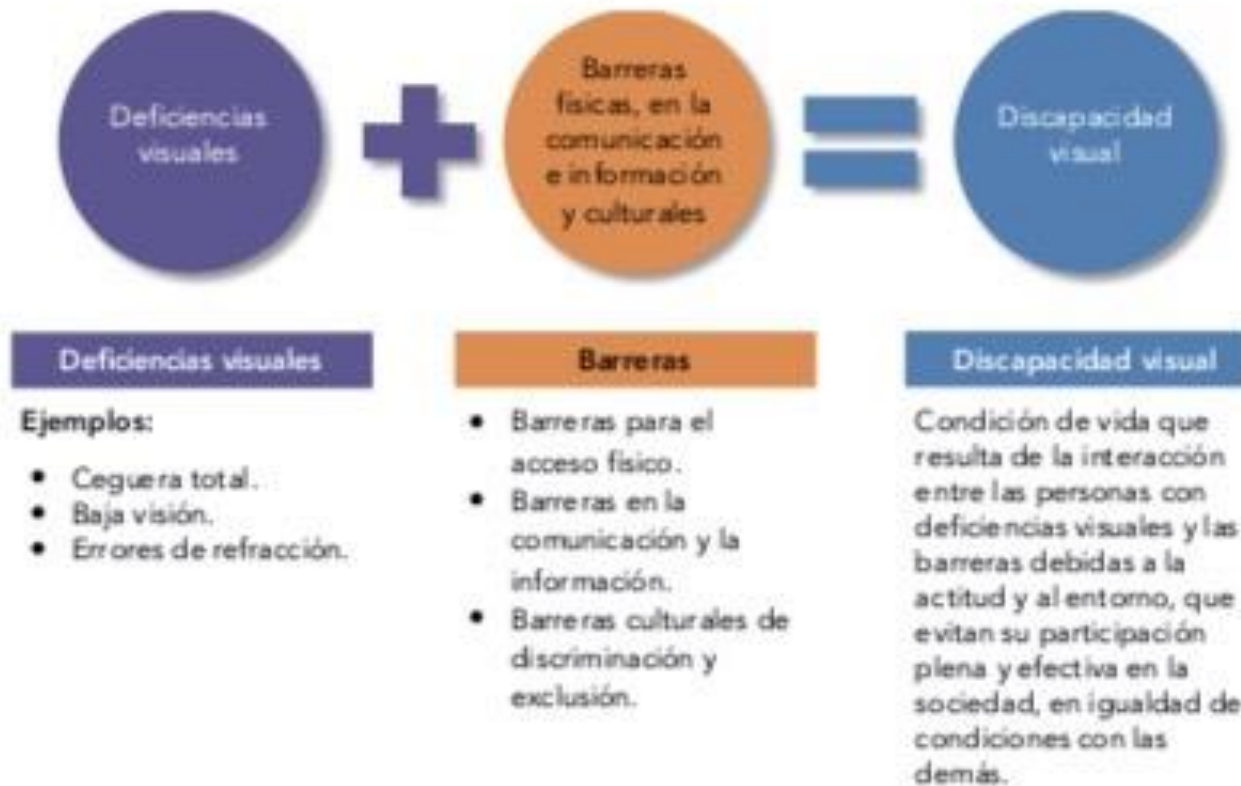 Deficiencias
visuales
Barreras
físicas, en la
comunicación
e información
y culturales
Discapacidad
visual
Deficiencias visuales
Ejemplos:
• Ceguera total.
• Baja visión.
• Errores de refracción.
Barreras
• Barreras para el
acceso físico.
• Barreras en la
comunicación y la
información.
• Barreras culturales de
discriminación y
exclusión.
Discapacidad visual
Condición de vida que
resulta de la interacción
entre las personas con
deficiencias visuales y las
barreras debidas a la
actitud y al entorno, que
evitan su participación
plena y efectiva en la
sociedad, en igualdad de
condiciones con las
demás.